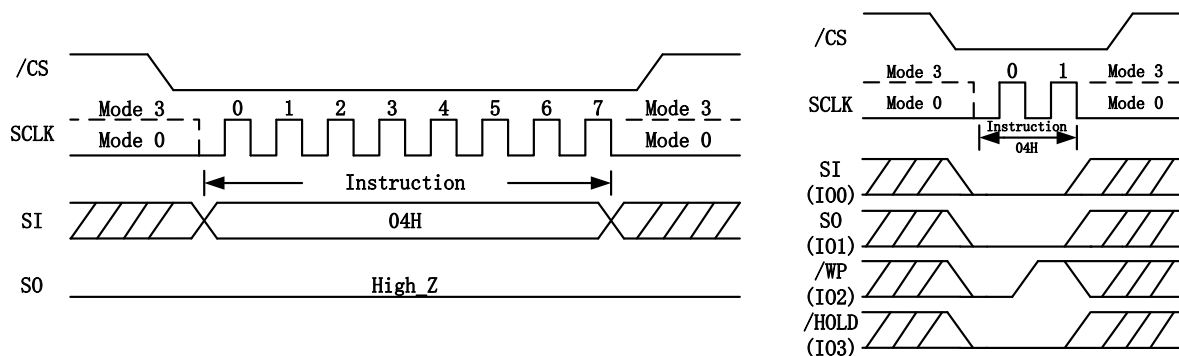 /CS
Mode 3 0 1 2 3 4 5 6 7 Mode 3
SCLK
Mode 0 Mode 0
Instruction
SI 04H
SO High_Z
/CS
Mode 3 0 1 Mode 3
SCLK Mode 0 Mode 0
Instruction
04H
SI
(IO0)
SO
(IO1)
/WP
(IO2)
/HOLD
(IO3)